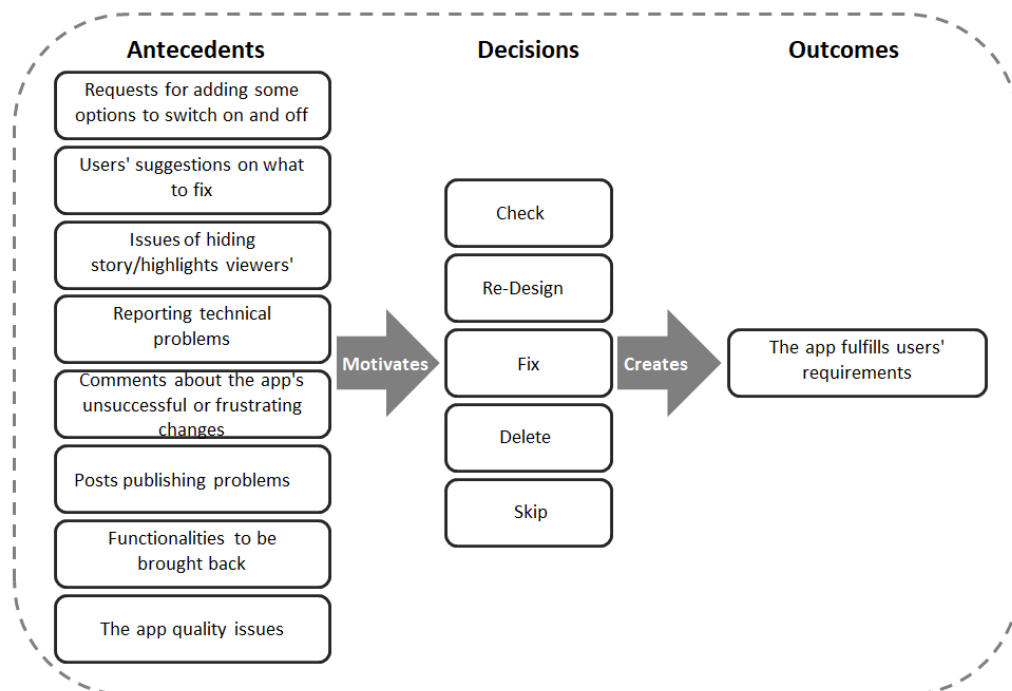 Antecedents
Requests for adding some
options to switch on and off
Users' suggestions on what
to fix
Issues of hiding
story/highlights viewers'
Reporting technical
problems
Comments about the app's
unsuccessful or frustrating
changes
Posts publishing problems
Functionalities to be
brought back
The app quality issues
Motivates
Decisions
Check
Re-Design
Fix
Delete
Skip
Creates
Outcomes
The app fulfills users'
requirements